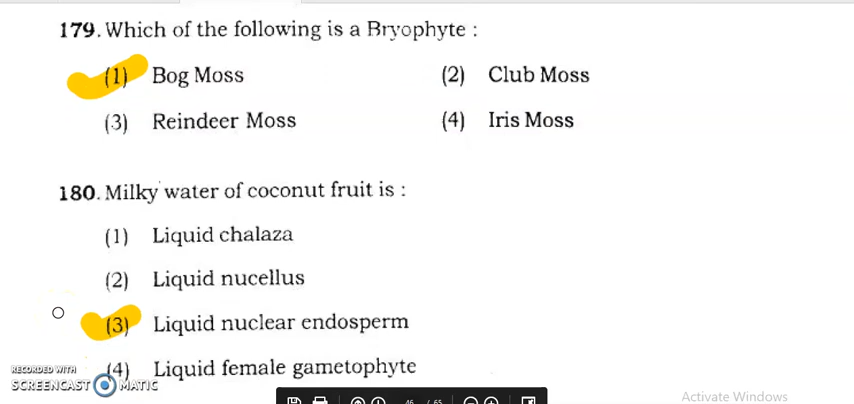 179. Which of the following is a Bryophyte :
(1) Bog Moss (2) Club Moss
(3) Reindeer Moss (4) Iris Moss
180. Milky water of coconut fruit is :
(1) Liquid chalaza
(2) Liquid nucellus
(3) Liquid nuclear endosperm
(4) Liquid female gametophyte
RECORDED WITH
SCREENCAST MATIC
46 / 65
Activate Windows